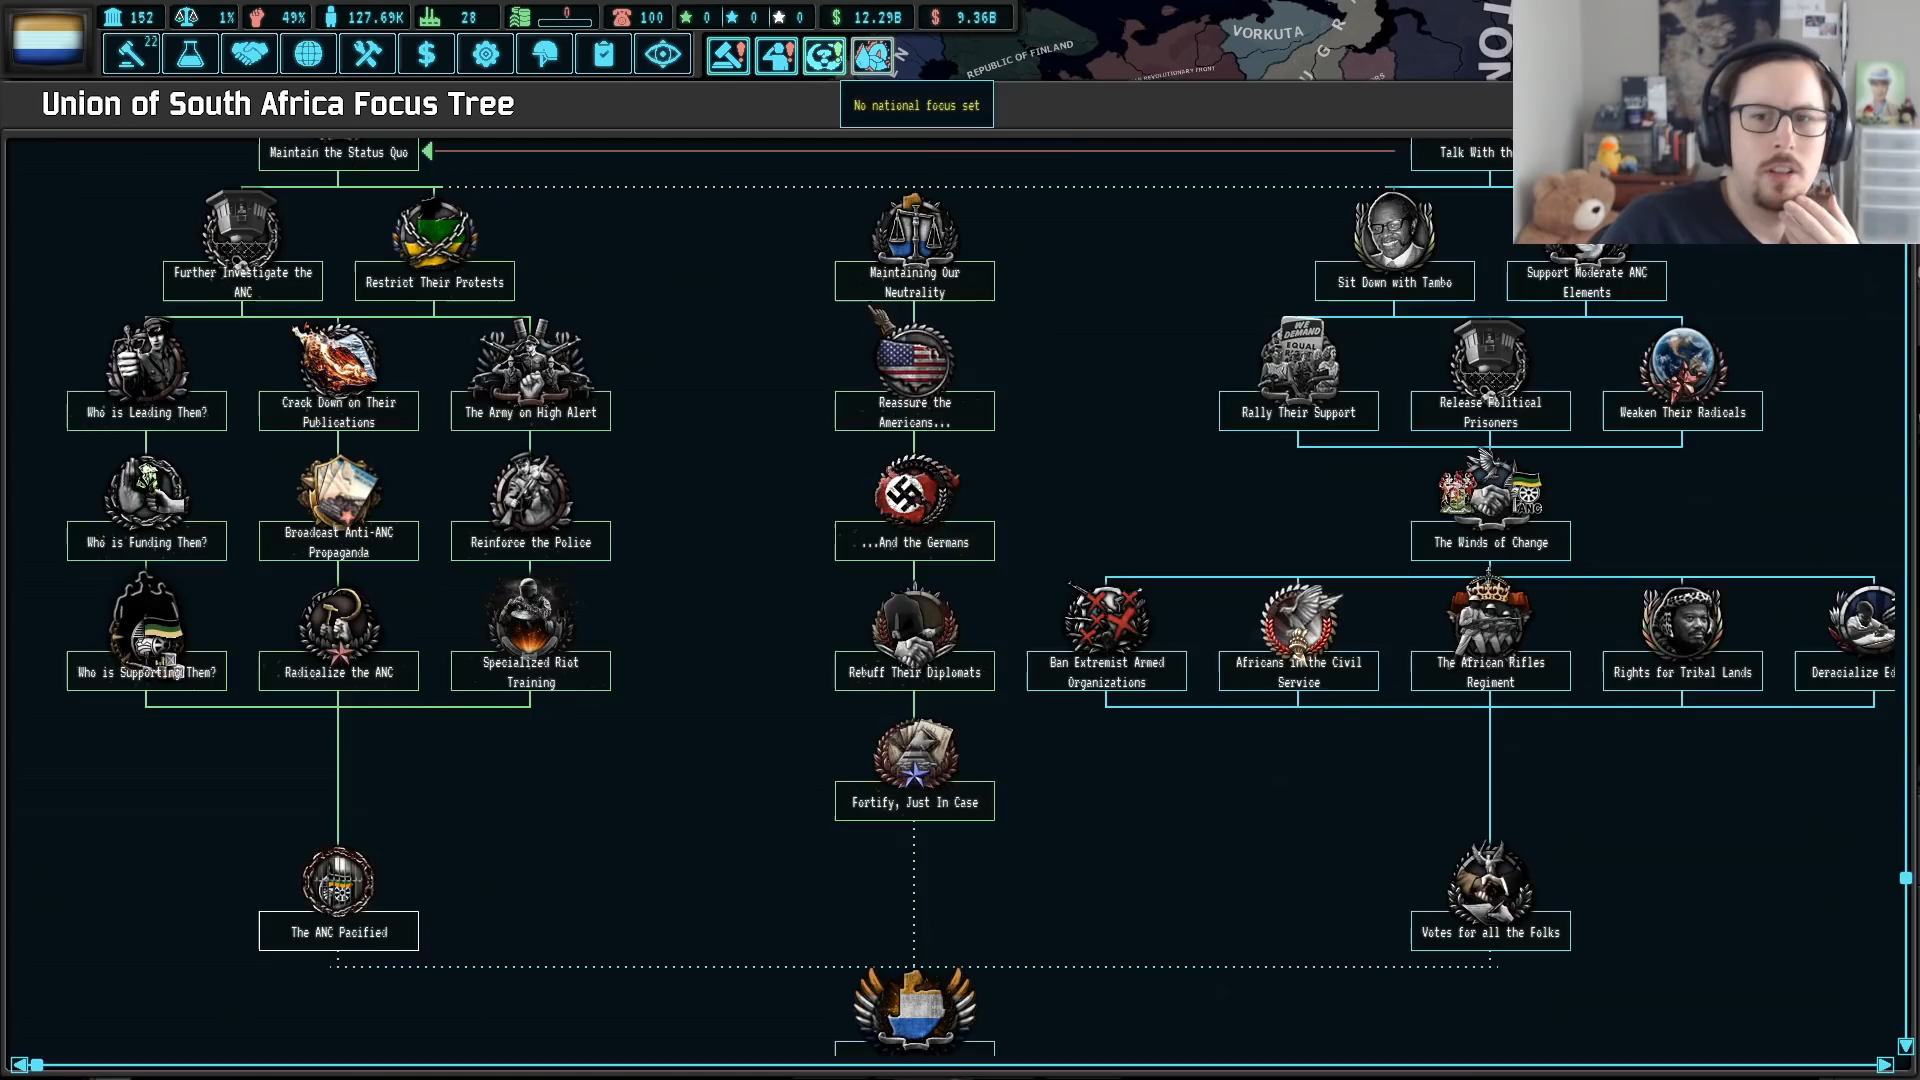 152 1% 49% 127.69K 28 0 100 0 0 0 12.29B 9.36B
22
REPUBLIC OF FINLAND
VORKUTA
Union of South Africa Focus Tree
No national focus set
Maintain the Status Quo
Talk With th
Further Investigate the
ANC
Restrict Their Protests
Maintaining Our
Neutrality
Sit Down with Tambo
Support Moderate ANC
Elements
WE
DEMAND
EQUAL
Who is Leading Them?
Crack Down on Their
Publications
The Army on High Alert
Reassure the
Americans...
Rally Their Support
Release Political
Prisoners
Weaken Their Radicals
ANC
Who is Funding Them?
Broadcast Anti-ANC
Propaganda
Reinforce the Police
...And the Germans
The Winds of Change
Who is Supporting Them?
Radicalize the ANC
Specialized Riot
Training
Rebuff Their Diplomats
Ban Extremist Armed
Organizations
Africans in the Civil
Service
The African Rifles
Regiment
Rights for Tribal Lands
Deracialize Ed
Fortify, Just In Case
The ANC Pacified
Votes for all the Folks